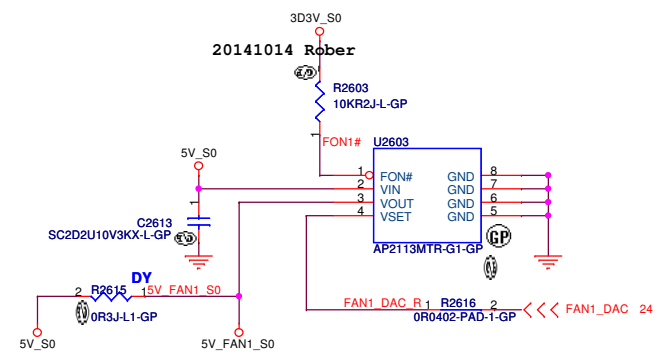 3D3V_S0
20141014 Rober
R2603
10KR2J-L-GP
1
FON1#
U2603
5V_S0
1 FON# GND 8
2 VIN GND 7
3 VOUT GND 6
4 VSET GND 5
1
C2613
SC2D2U10V3KX-L-GP
AP2113MTR-G1-GP
GP
DY
2 R2615 1 5V_FAN1_S0
0R3J-L1-GP
FAN1_DAC_R 1 R2616 2 FAN1_DAC 24
0R0402-PAD-1-GP
5V_S0
5V_FAN1_S0